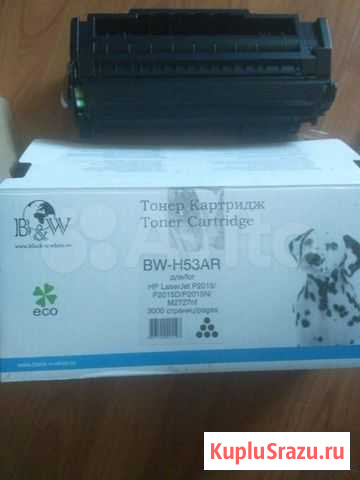 B&W
www.black-n-white.ru
Тонер Картридж
Toner Cartridge
BW-H53AR
для/for
HP LaserJet P2015/
P2015D/P2015N/
M2727nf
3000 страниц/pages
eco
Avito
KupluSrazu.ru